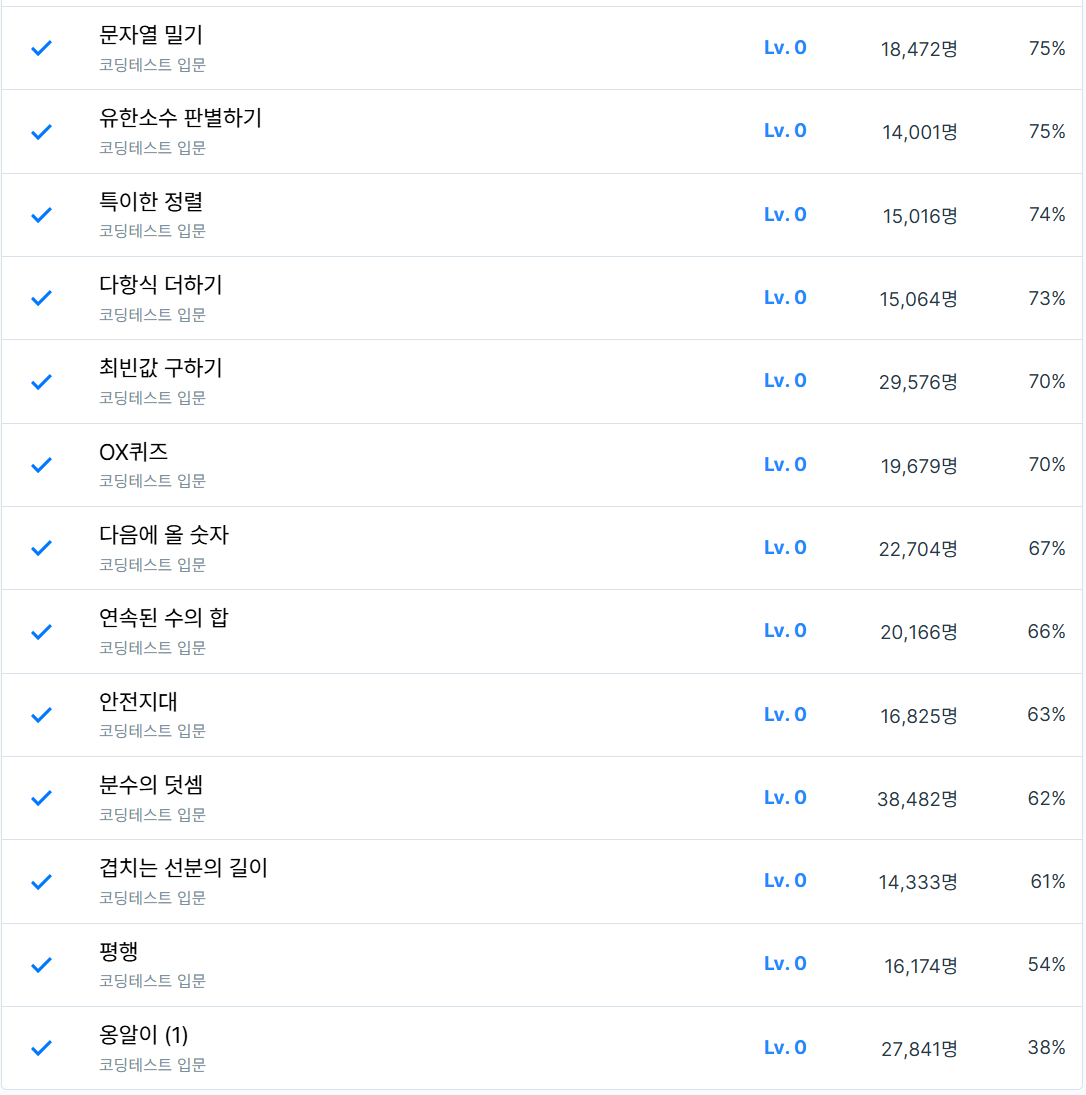 문자열 밀기
코딩테스트 입문
Lv. 0 18,472명 75%
유한소수 판별하기
코딩테스트 입문
Lv. 0 14,001명 75%
특이한 정렬
코딩테스트 입문
Lv. 0 15,016명 74%
다항식 더하기
코딩테스트 입문
Lv. 0 15,064명 73%
최빈값 구하기
코딩테스트 입문
Lv. 0 29,576명 70%
OX퀴즈
코딩테스트 입문
Lv. 0 19,679명 70%
다음에 올 숫자
코딩테스트 입문
Lv. 0 22,704명 67%
연속된 수의 합
코딩테스트 입문
Lv. 0 20,166명 66%
안전지대
코딩테스트 입문
Lv. 0 16,825명 63%
분수의 덧셈
코딩테스트 입문
Lv. 0 38,482명 62%
겹치는 선분의 길이
코딩테스트 입문
Lv. 0 14,333명 61%
평행
코딩테스트 입문
Lv. 0 16,174명 54%
옹알이 (1)
코딩테스트 입문
Lv. 0 27,841명 38%